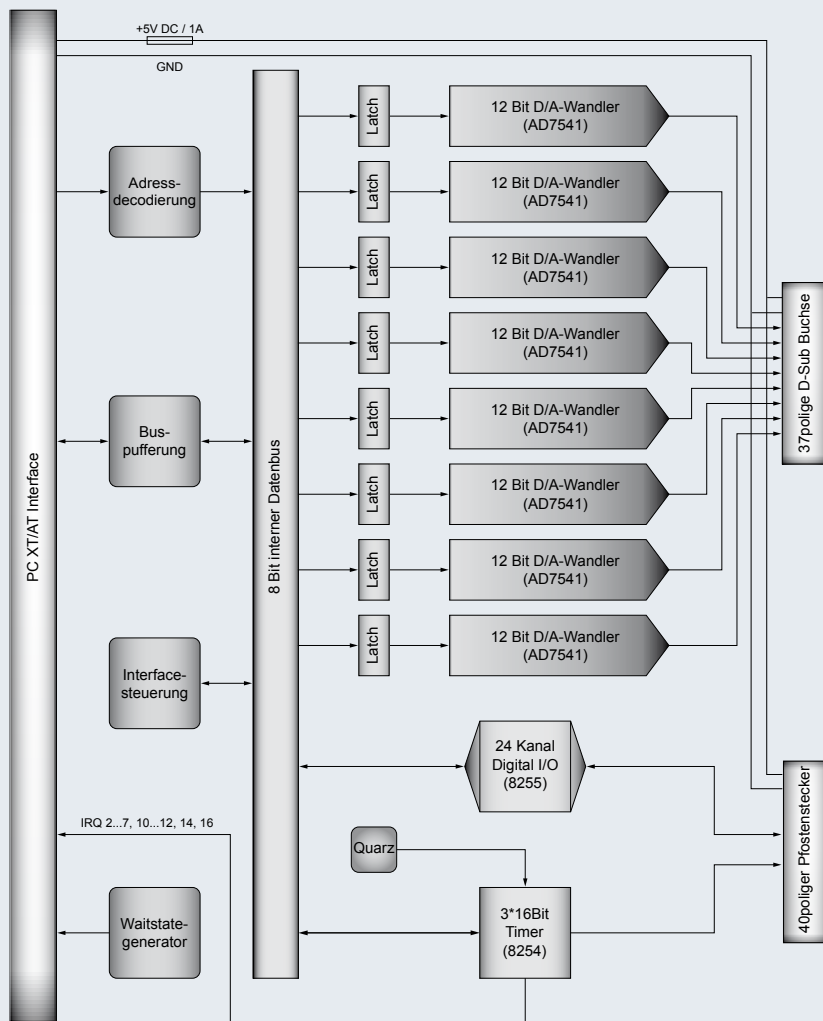 +5V DC / 1A
GND
PC XT/AT Interface
Adress-
decodierung
Bus-
pufferung
Interface-
steuerung
IRQ 2...7, 10...12, 14, 16
Waitstate-
generator
8 Bit interner Datenbus
Latch
12 Bit D/A-Wandler
(AD7541)
Latch
12 Bit D/A-Wandler
(AD7541)
Latch
12 Bit D/A-Wandler
(AD7541)
Latch
12 Bit D/A-Wandler
(AD7541)
Latch
12 Bit D/A-Wandler
(AD7541)
Latch
12 Bit D/A-Wandler
(AD7541)
Latch
12 Bit D/A-Wandler
(AD7541)
Latch
12 Bit D/A-Wandler
(AD7541)
24 Kanal
Digital I/O
(8255)
Quarz
3*16Bit
Timer
(8254)
37polige D-Sub Buchse
40poliger Pfostenstecker